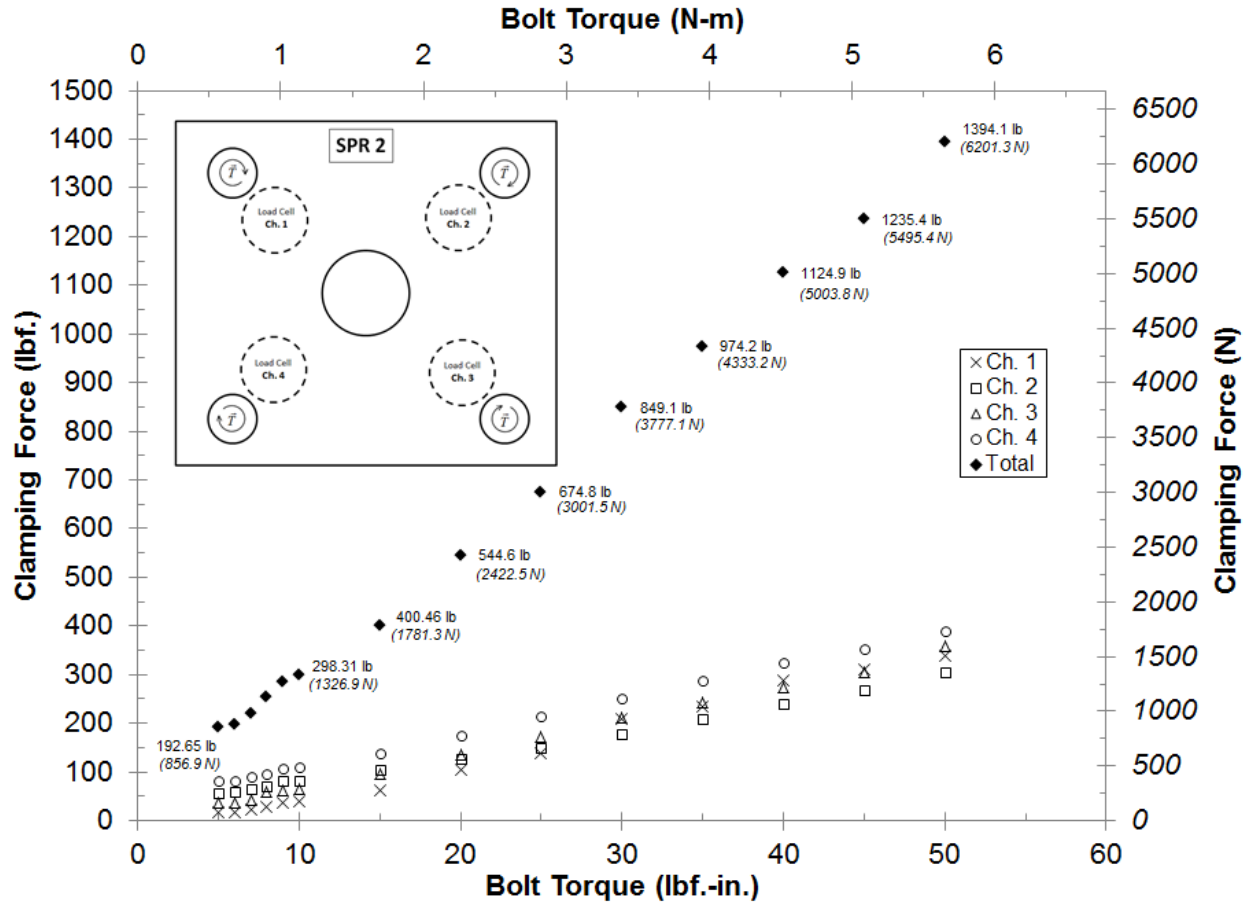 Bolt Torque (N-m)
0 1 2 3 4 5 6
Clamping Force (lbf.)
1500
1400
1300
1200
1100
1000
900
800
700
600
500
400
300
200
100
0
SPR 2
T
T
Load Cell
Ch. 1
Load Cell
Ch. 2
Load Cell
Ch. 4
Load Cell
Ch. 3
T
T
192.65 lb
(856.9 N)
298.31 lb
(1326.9 N)
400.46 lb
(1781.3 N)
544.6 lb
(2422.5 N)
674.8 lb
(3001.5 N)
849.1 lb
(3777.1 N)
974.2 lb
(4333.2 N)
1124.9 lb
(5003.8 N)
1235.4 lb
(5495.4 N)
1394.1 lb
(6201.3 N)
Ch. 1
Ch. 2
Ch. 3
Ch. 4
Total
6500
6000
5500
5000
4500
4000
3500
3000
2500
2000
1500
1000
500
0
Clamping Force (N)
0 10 20 30 40 50 60
Bolt Torque (lbf.-in.)